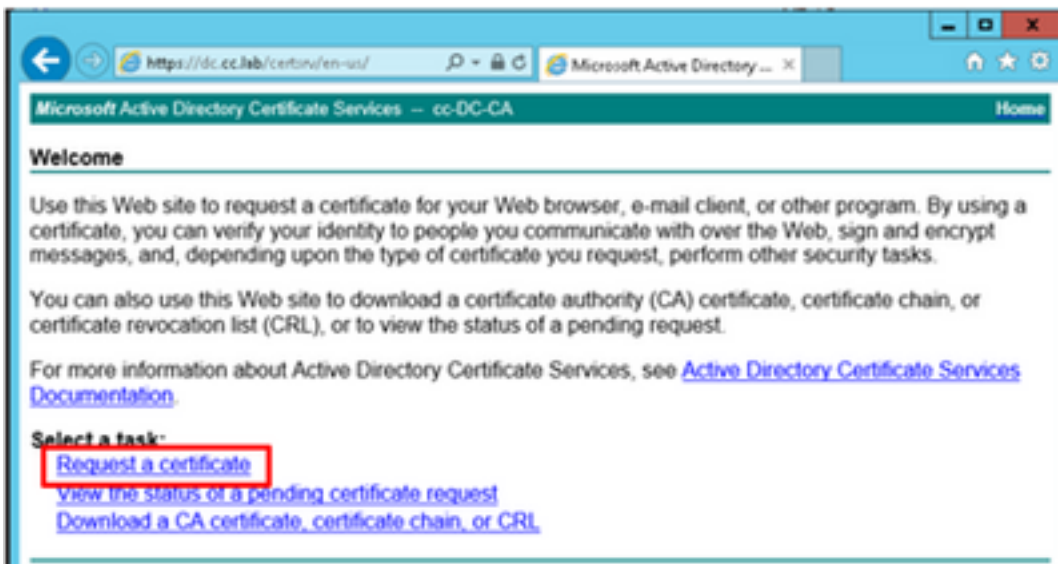 https://dc.cc.lab/certsrv/en-us/
Microsoft Active Directory ...
Microsoft Active Directory Certificate Services -- cc-DC-CA
Home
Welcome
Use this Web site to request a certificate for your Web browser, e-mail client, or other program. By using a
certificate, you can verify your identity to people you communicate with over the Web, sign and encrypt
messages, and, depending upon the type of certificate you request, perform other security tasks.
You can also use this Web site to download a certificate authority (CA) certificate, certificate chain, or
certificate revocation list (CRL), or to view the status of a pending request.
For more information about Active Directory Certificate Services, see Active Directory Certificate Services
Documentation.
Select a task:
Request a certificate
View the status of a pending certificate request
Download a CA certificate, certificate chain, or CRL